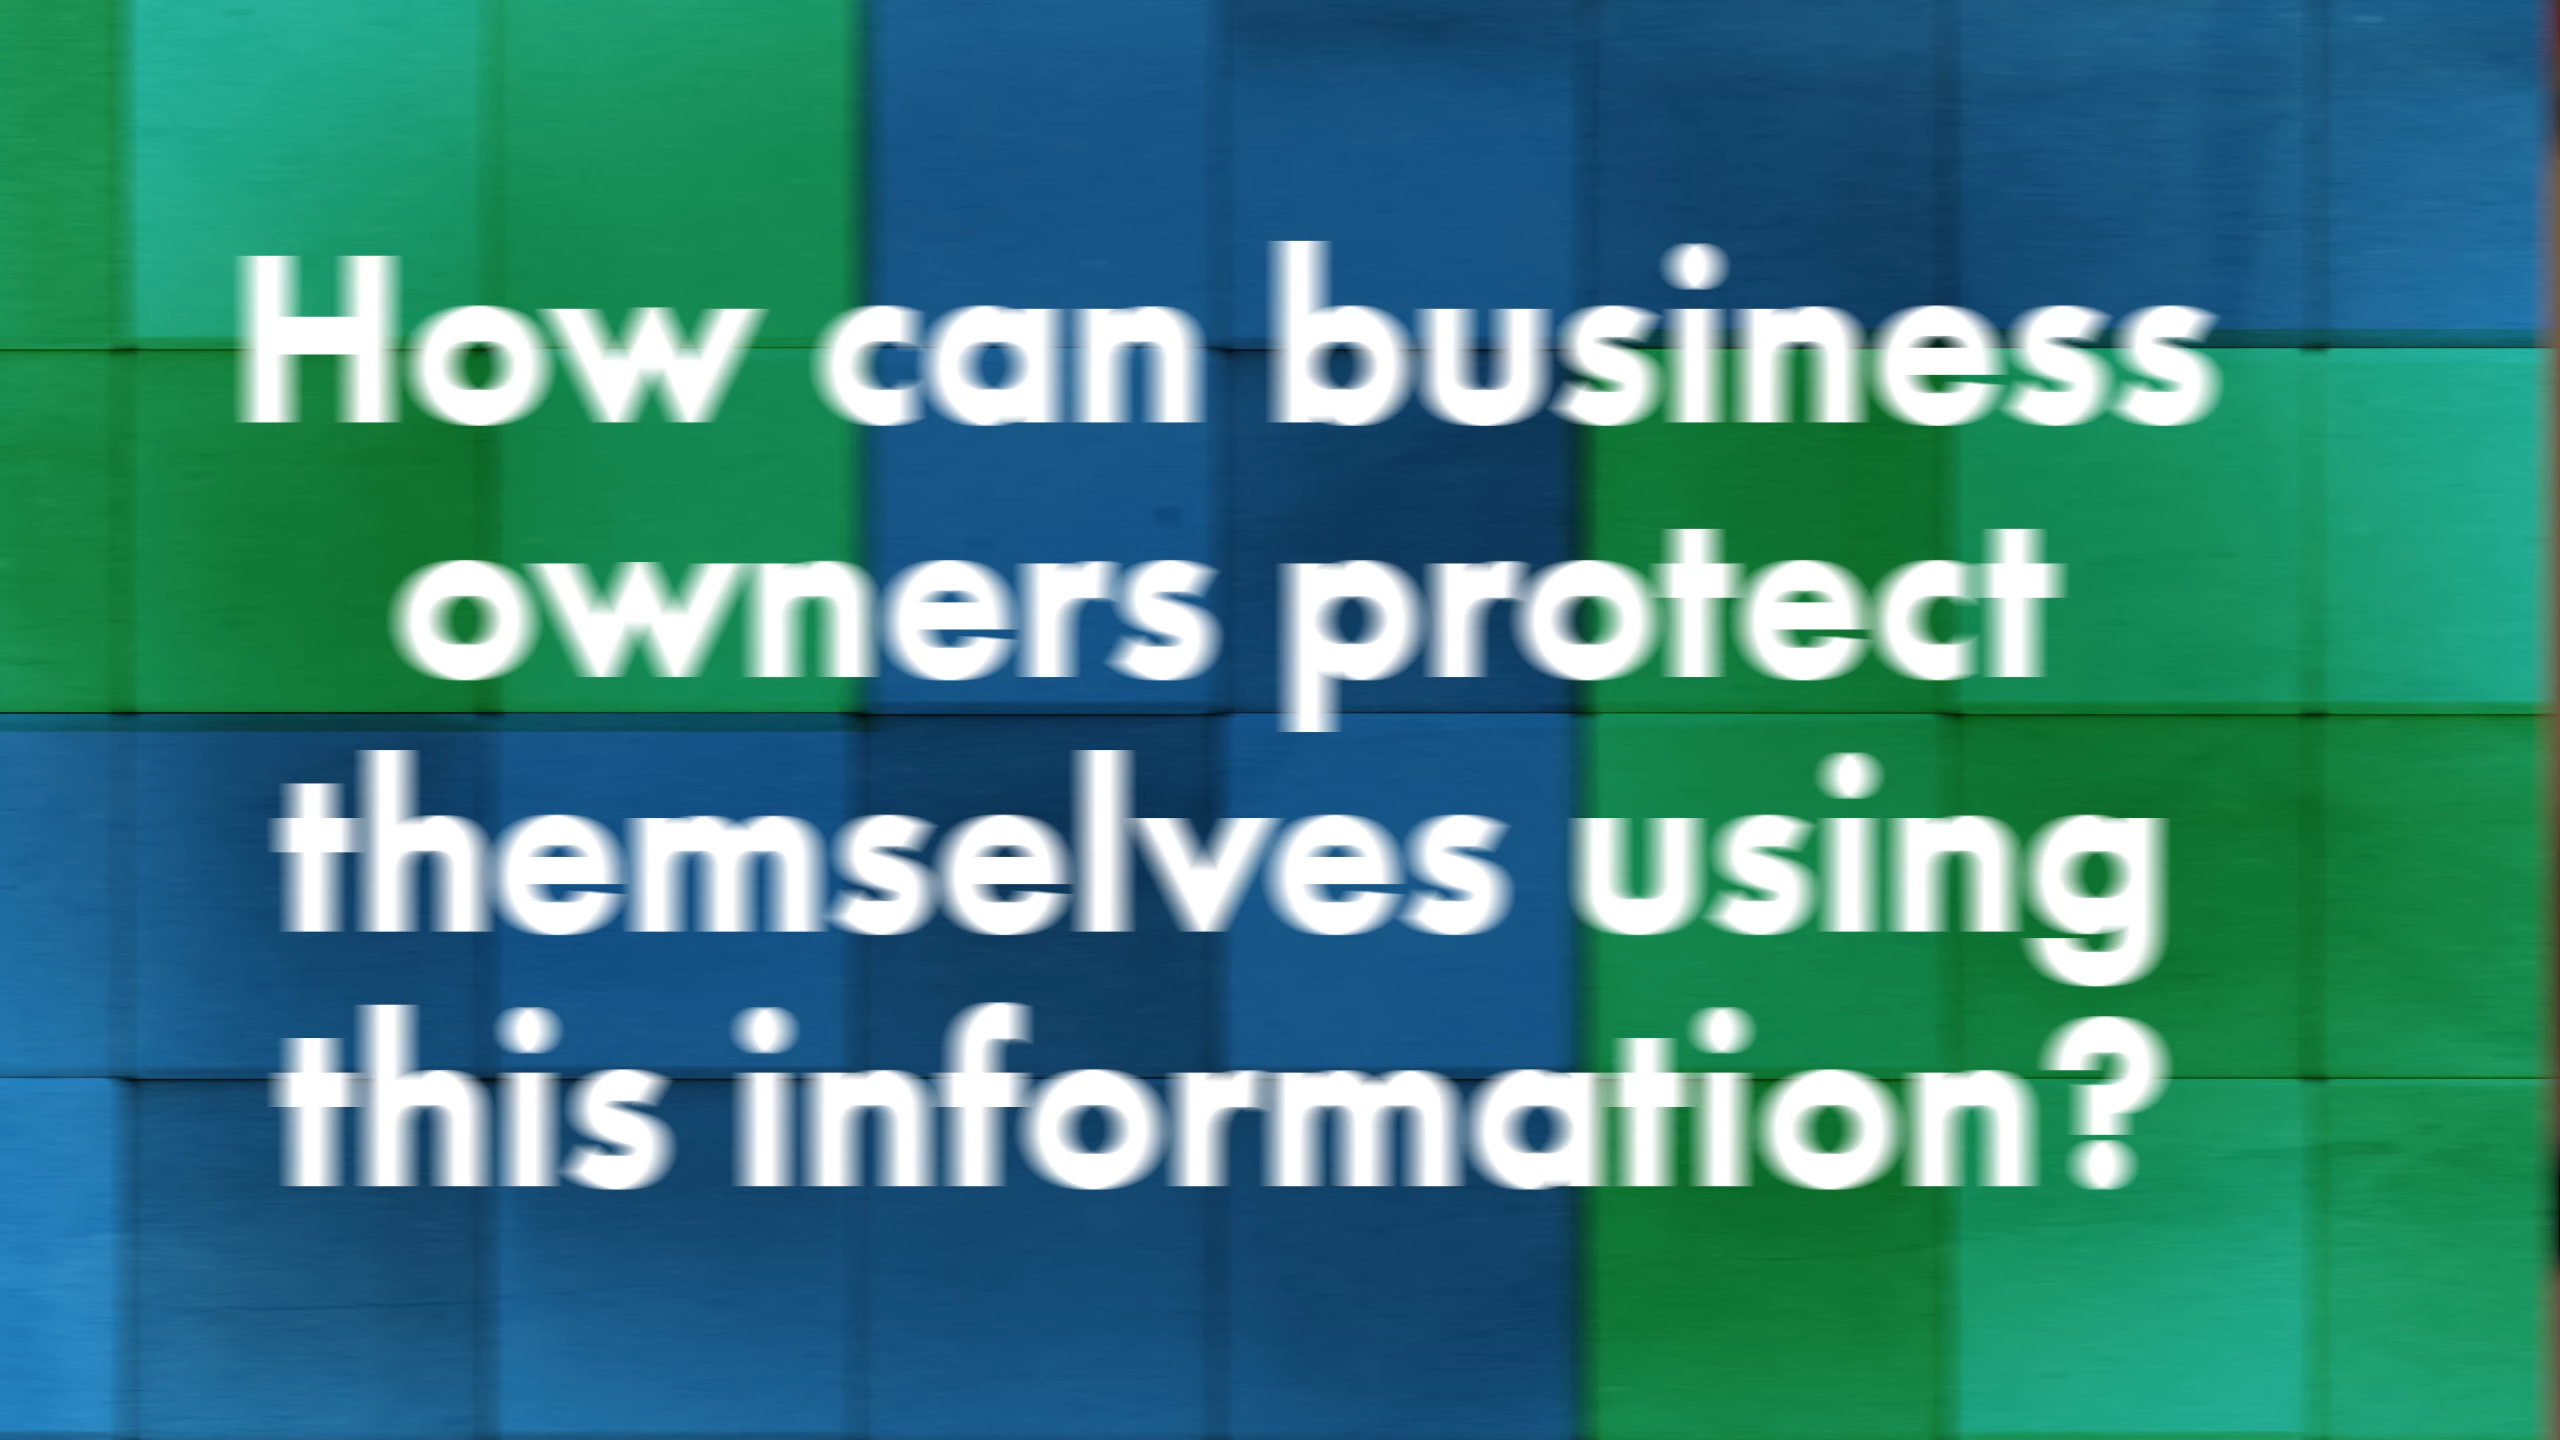 How can business
owners protect
themselves using
this information?